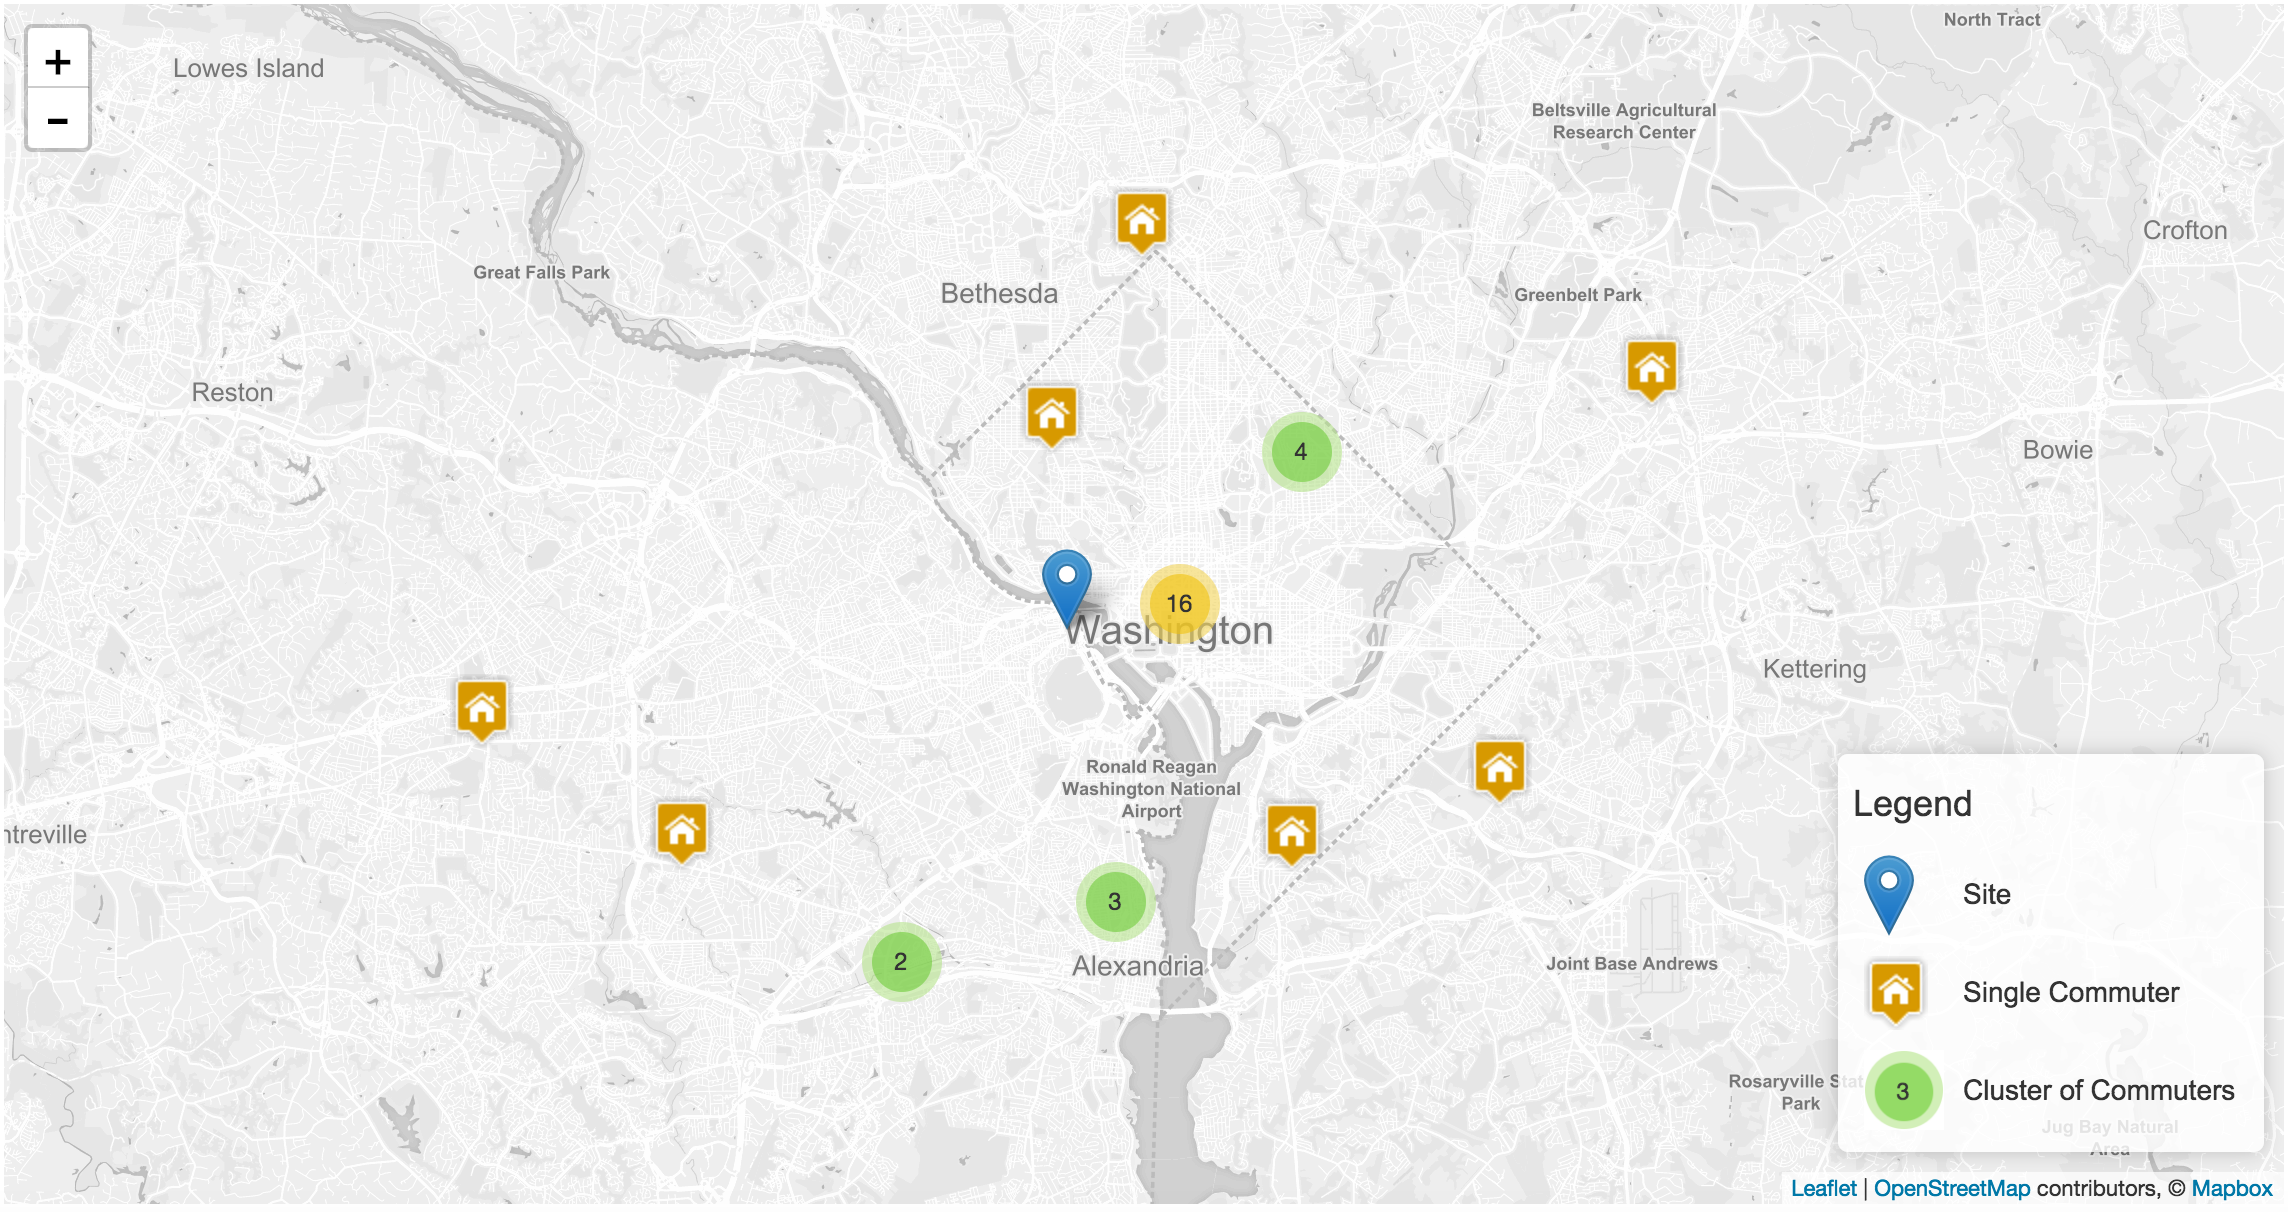 North Tract
+
Lowes Island
−
Beltsville Agricultural
Research Center
Crofton
Great Falls Park
Bethesda
Greenbelt Park
Reston
4
Bowie
16
Washington
Kettering
Ronald Reagan
Washington National
Airport
ntreville
3
2
Alexandria
Joint Base Andrews
Rosaryville Stat
Park
Legend
Site
Single Commuter
3
Cluster of Commuters
Jug Bay Natural
Area
Leaflet | OpenStreetMap contributors, © Mapbox